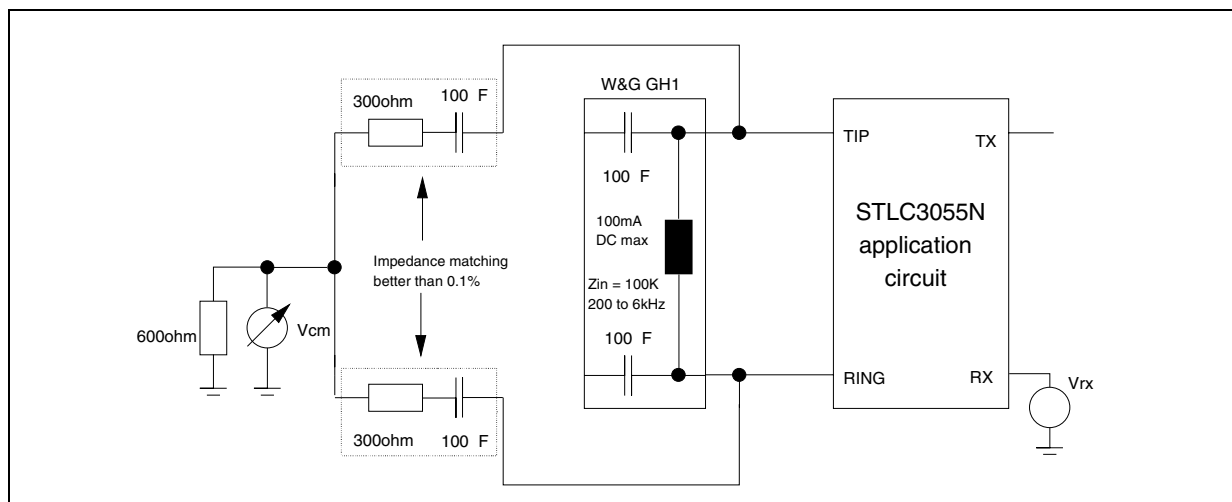 300ohm
100 F
W&G GH1
TIP
TX
100 F
STLC3055N
application
circuit
100mA
DC max
Impedance matching
better than 0.1%
Zin = 100K
200 to 6kHz
Vcm
600ohm
100 F
RING
RX
Vrx
300ohm
100 F